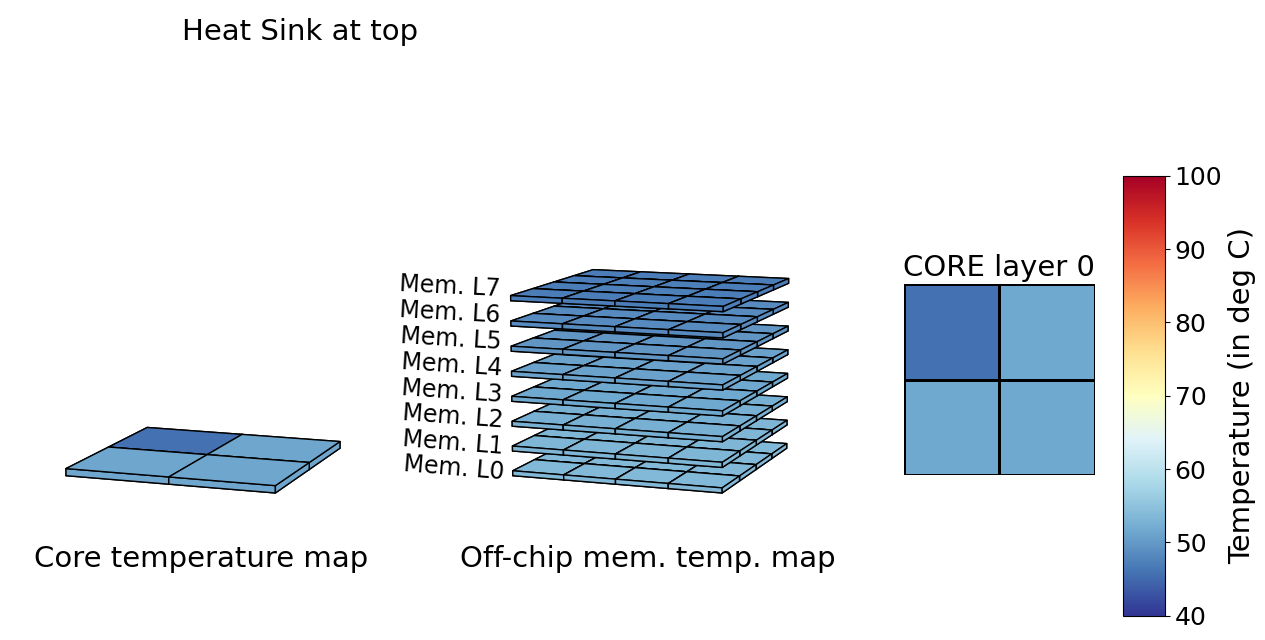 Heat Sink at top
Mem. L7
Mem. L6
Mem. L5
Mem. L4
Mem. L3
Mem. L2
Mem. L1
Mem. L0
Core temperature map
Off-chip mem. temp. map
CORE layer 0
100
90
80
70
60
50
40
Temperature (in deg C)